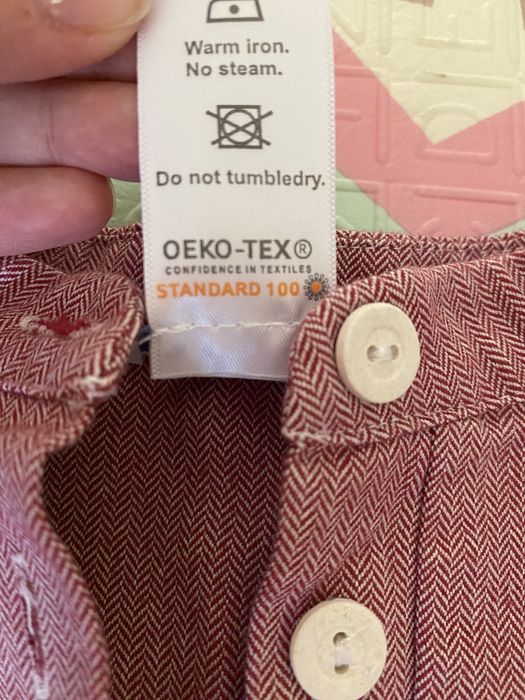 Warm iron.
No steam.
Do not tumbledry.
OEKO-TEX®
CONFIDENCE IN TEXTILES
STANDARD 100